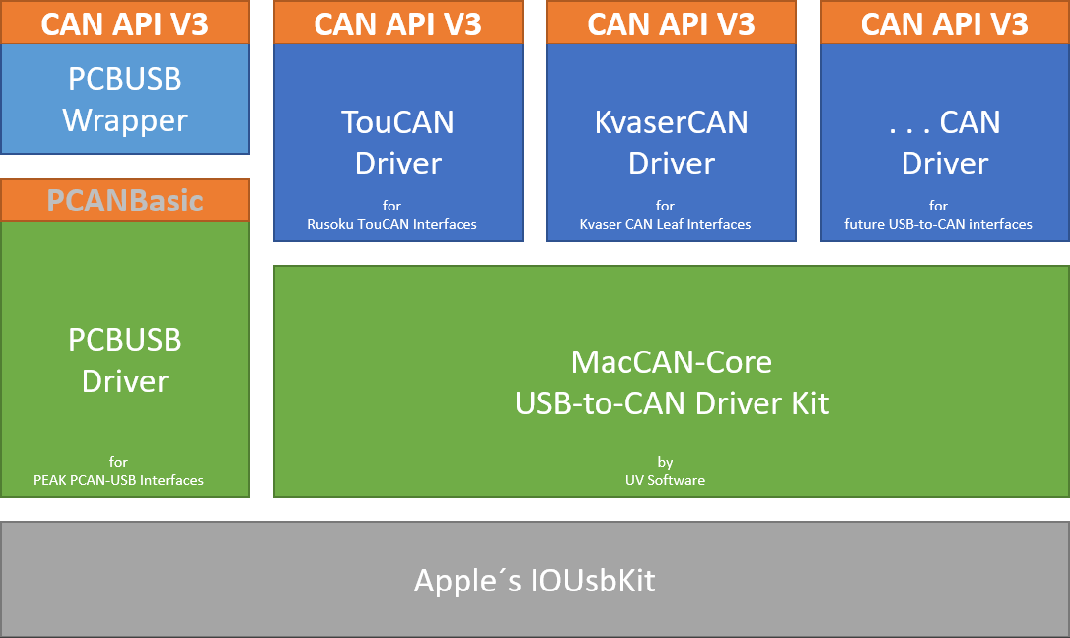 CAN API V3
PCBUSB
Wrapper
PCANBasic
PCBUSB
Driver
for
PEAK PCAN-USB Interfaces
CAN API V3
TouCAN
Driver
for
Rusoku TouCAN Interfaces
CAN API V3
KvaserCAN
Driver
for
Kvaser CAN Leaf Interfaces
CAN API V3
. . . CAN
Driver
for
future USB-to-CAN interfaces
MacCAN-Core
USB-to-CAN Driver Kit
by
UV Software
Apple´s IOUsbKit